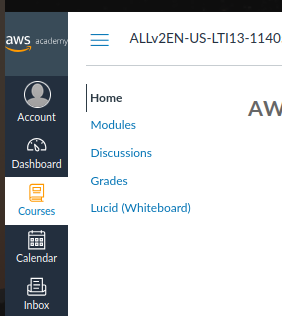 aws academy
Account
Dashboard
Courses
Calendar
Inbox
ALLv2EN-US-LTI13-1140
Home
Modules
Discussions
Grades
Lucid (Whiteboard)
AW